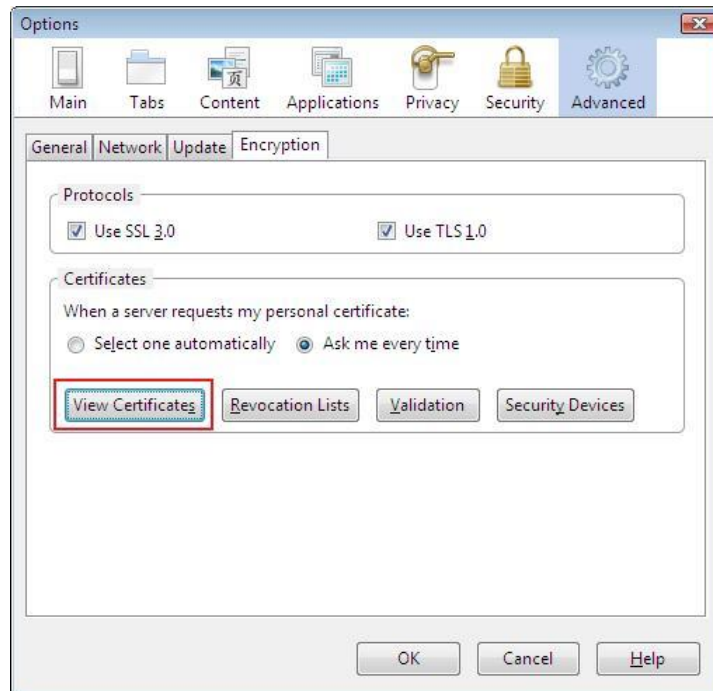 Options
Main Tabs Content Applications Privacy Security Advanced
General Network Update Encryption
Protocols
Use SSL 3.0 Use TLS 1.0
Certificates
When a server requests my personal certificate:
Select one automatically Ask me every time
View Certificates Revocation Lists Validation Security Devices
OK Cancel Help
页